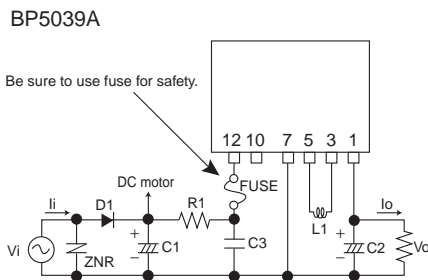 BP5039A
Be sure to use fuse for safety.
12 10 7 5 3 1
DC motor
FUSE
Ii
D1
R1
L1
Io
+
C1
−
C3
+
C2
−
Vi
ZNR
Vo